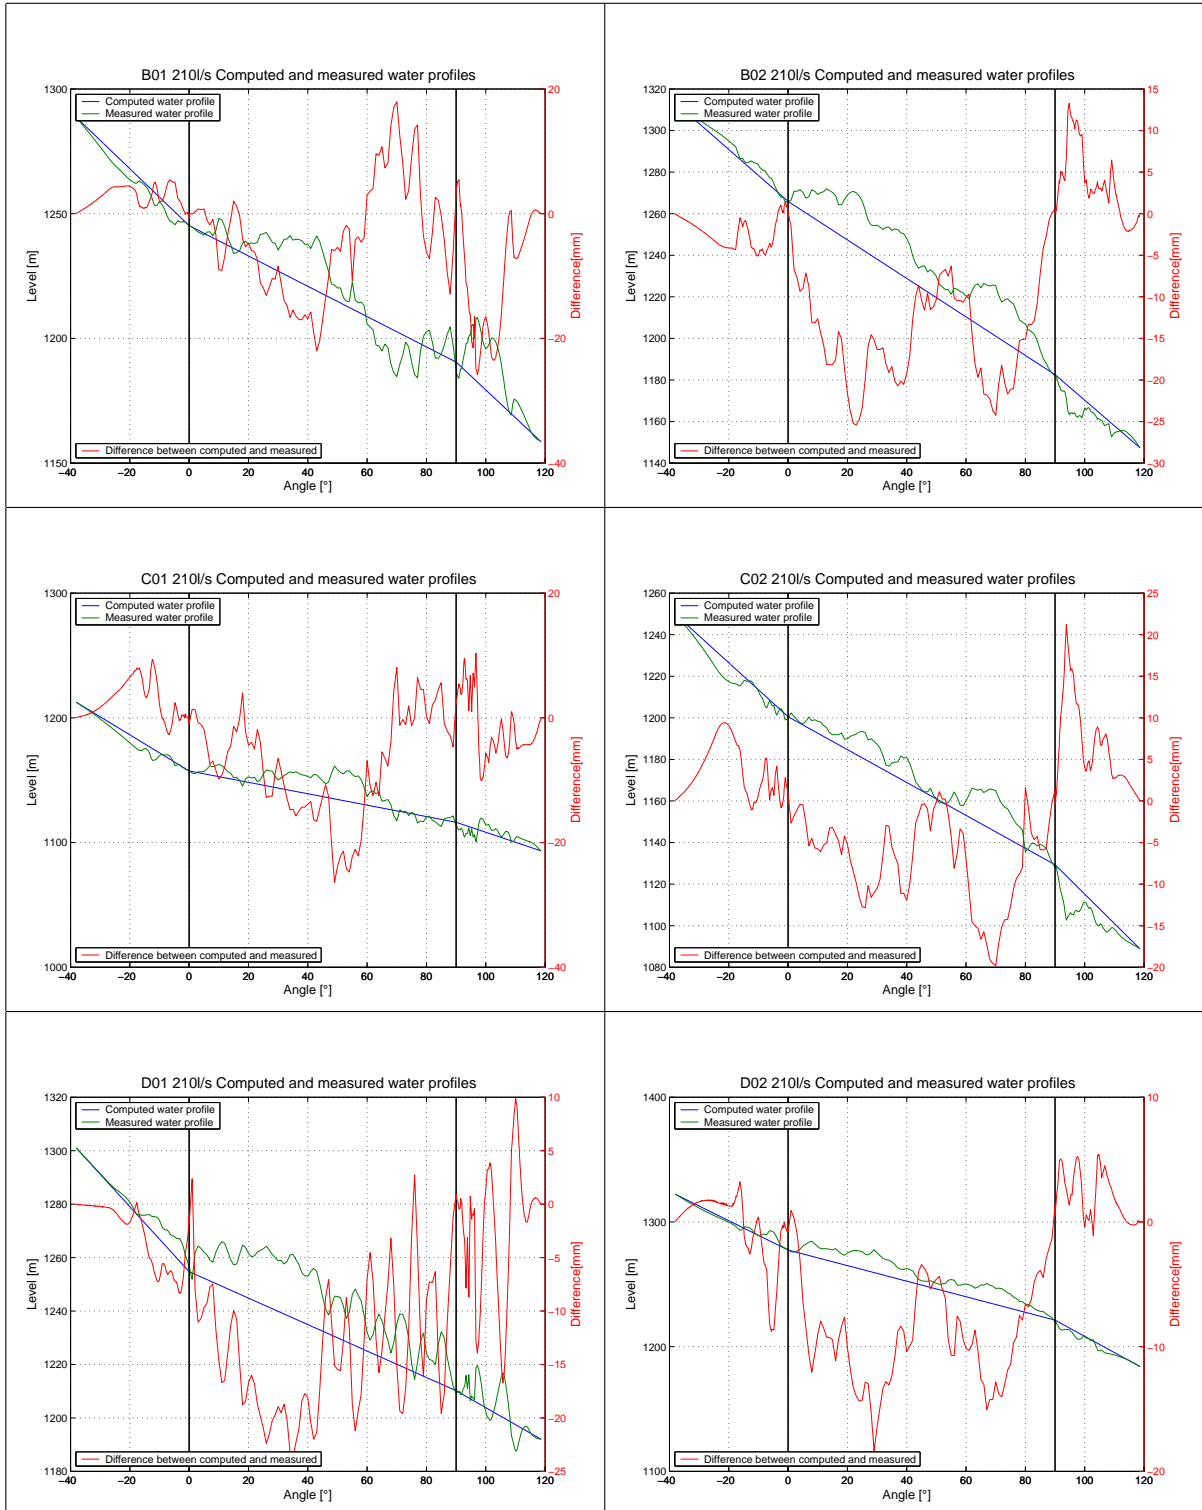 B01 210l/s Computed and measured water profiles
Computed water profile
Measured water profile
Difference between computed and measured
Level [m]
1300
1250
1200
1150
Difference[mm]
20
0
−20
−40
−40 −20 0 20 40 60 80 100 120
Angle [°]
B02 210l/s Computed and measured water profiles
Computed water profile
Measured water profile
Difference between computed and measured
Level [m]
1320
1300
1280
1260
1240
1220
1200
1180
1160
1140
Difference[mm]
15
10
5
0
−5
−10
−15
−20
−25
−30
−40 −20 0 20 40 60 80 100 120
Angle [°]
C01 210l/s Computed and measured water profiles
Computed water profile
Measured water profile
Difference between computed and measured
Level [m]
1300
1200
1100
1000
Difference[mm]
20
0
−20
−40
−40 −20 0 20 40 60 80 100 120
Angle [°]
C02 210l/s Computed and measured water profiles
Computed water profile
Measured water profile
Difference between computed and measured
Level [m]
1260
1240
1220
1200
1180
1160
1140
1120
1100
1080
Difference[mm]
25
20
15
10
5
0
−5
−10
−15
−20
−40 −20 0 20 40 60 80 100 120
Angle [°]
D01 210l/s Computed and measured water profiles
Computed water profile
Measured water profile
Difference between computed and measured
Level [m]
1320
1300
1280
1260
1240
1220
1200
1180
Difference[mm]
10
5
0
−5
−10
−15
−20
−25
−40 −20 0 20 40 60 80 100 120
Angle [°]
D02 210l/s Computed and measured water profiles
Computed water profile
Measured water profile
Difference between computed and measured
Level [m]
1400
1300
1200
1100
Difference[mm]
10
0
−10
−20
−40 −20 0 20 40 60 80 100 120
Angle [°]